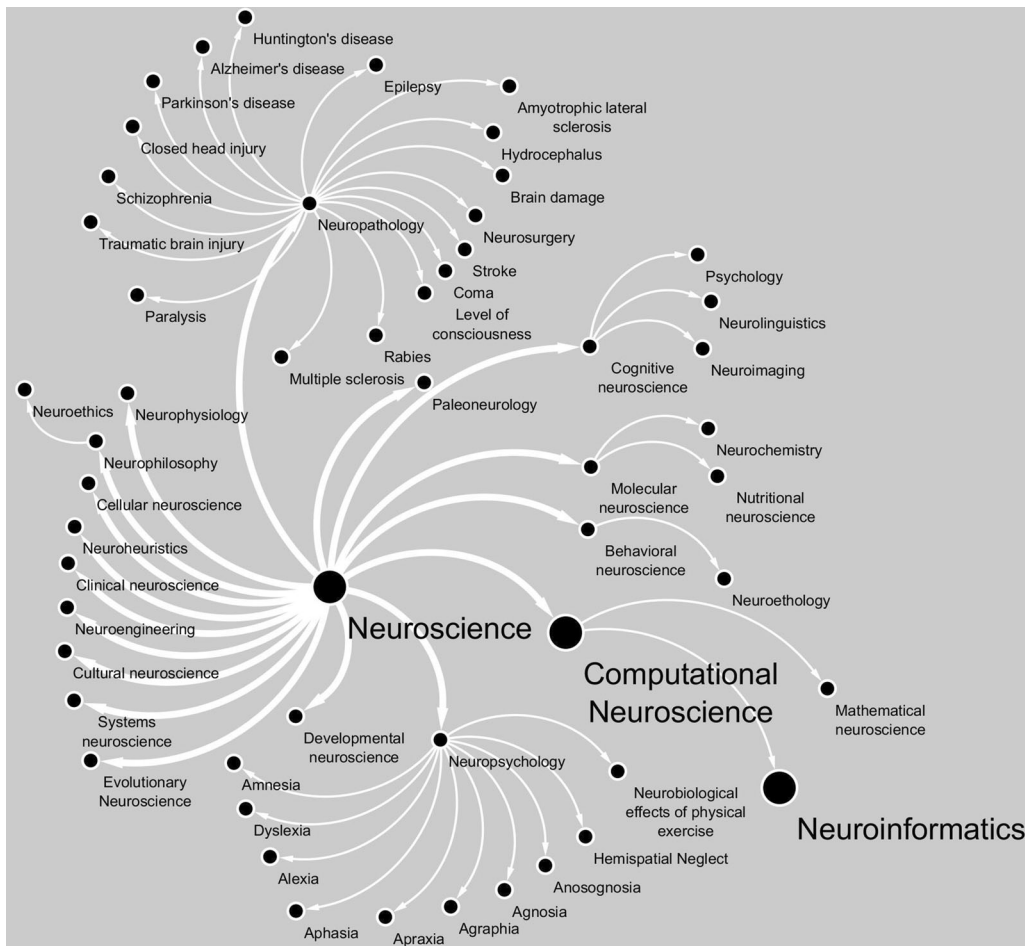 Huntington's disease
Alzheimer's disease
Epilepsy
Parkinson's disease
Amyotrophic lateral
sclerosis
Closed head injury
Hydrocephalus
Schizophrenia
Brain damage
Neuropathology
Neurosurgery
Traumatic brain injury
Stroke
Psychology
Coma
Paralysis
Level of
consciousness
Neurolinguistics
Rabies
Multiple sclerosis
Cognitive
neuroscience
Neuroimaging
Paleoneurology
Neuroethics
Neurophysiology
Neurochemistry
Neurophilosophy
Molecular
neuroscience
Nutritional
neuroscience
Cellular neuroscience
Neuroheuristics
Behavioral
neuroscience
Clinical neuroscience
Neuroethology
Neuroscience
Neuroengineering
Computational
Neuroscience
Cultural neuroscience
Mathematical
neuroscience
Systems
neuroscience
Developmental
neuroscience
Neuropsychology
Evolutionary
Neuroscience
Amnesia
Neurobiological
effects of physical
exercise
Neuroinformatics
Dyslexia
Hemispatial Neglect
Alexia
Anosognosia
Agnosia
Agraphia
Aphasia
Apraxia